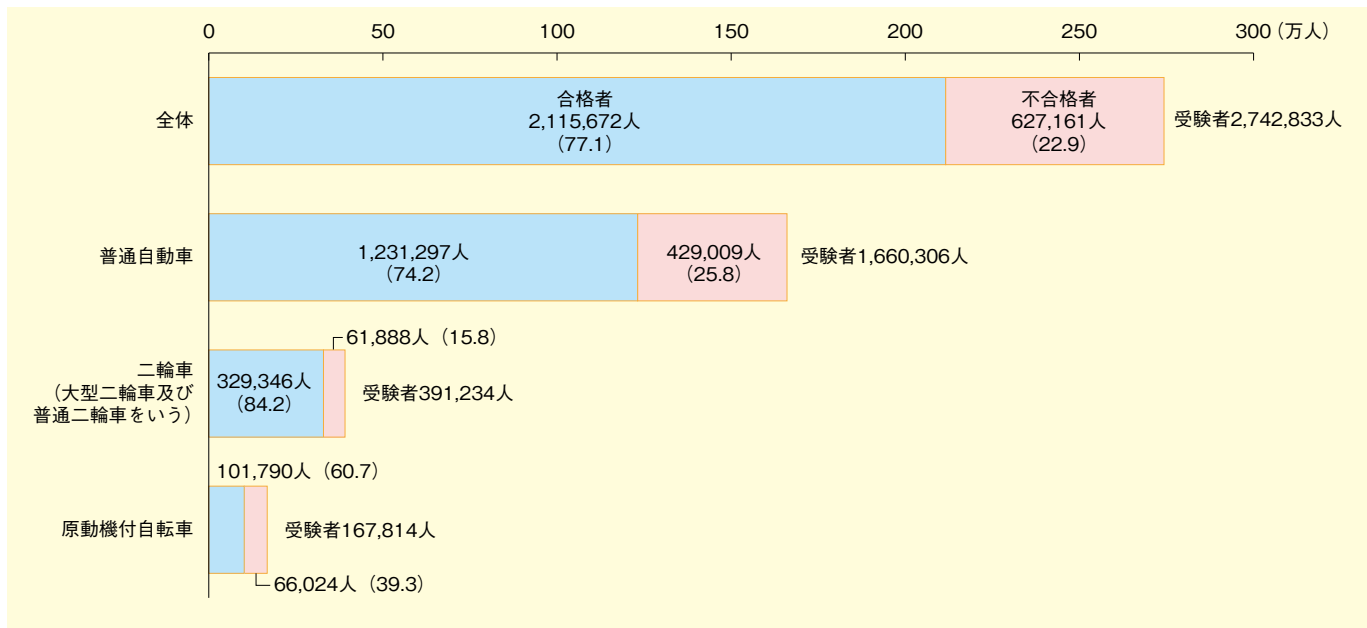 0 50 100 150 200 250 300（万人）
全体
合格者
2,115,672人
（77.1）
不合格者
627,161人
（22.9）
受験者2,742,833人
普通自動車
1,231,297人
（74.2）
429,009人
（25.8）
受験者1,660,306人
二輪車
（大型二輪車及び
普通二輪車をいう）
329,346人
（84.2）
61,888人（15.8）
受験者391,234人
原動機付自転車
101,790人（60.7）
受験者167,814人
66,024人（39.3）